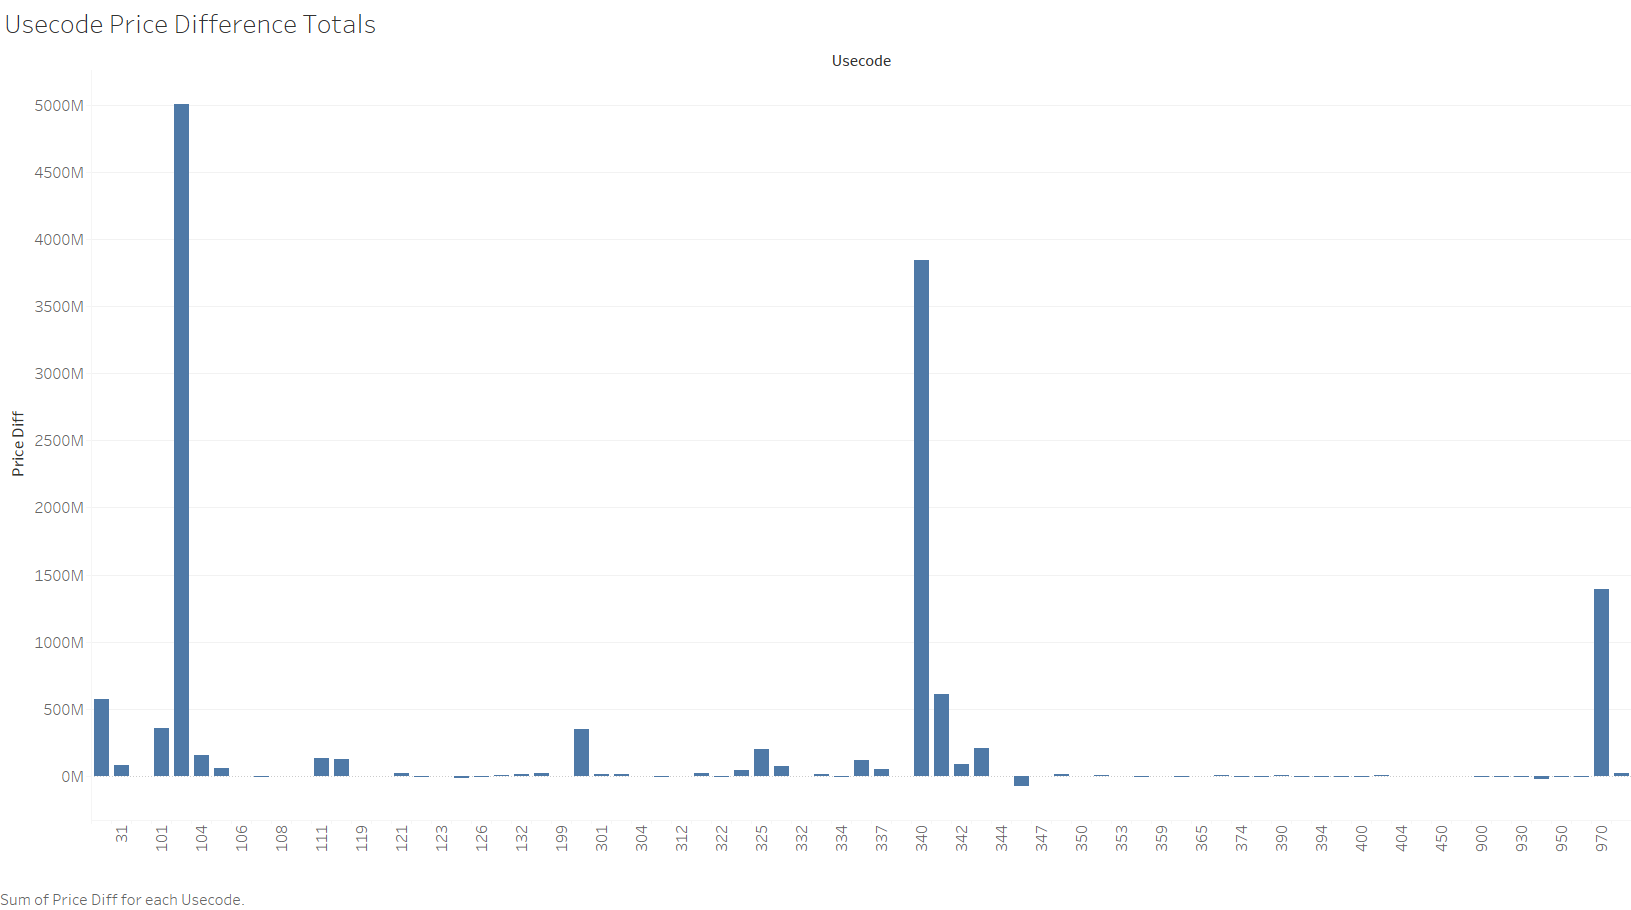 Usecode Price Difference Totals
Usecode
Price Diff
5000M
4500M
4000M
3500M
3000M
2500M
2000M
1500M
1000M
500M
0M
31 101 104 106 108 111 119 121 123 126 132 199 301 304 312 322 325 332 334 337 340 342 344 347 350 353 359 365 374 390 394 400 404 450 900 930 950 970
Sum of Price Diff for each Usecode.